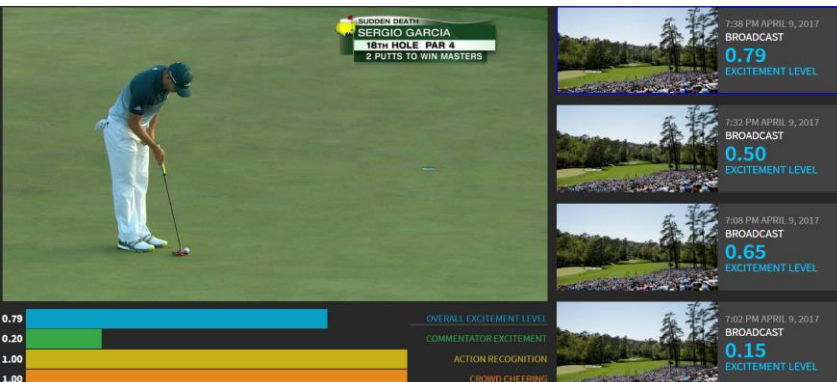 SUDDEN DEATH
SERGIO GARCIA
18TH HOLE PAR 4
2 PUTTS TO WIN MASTERS
7:38 PM APRIL 9, 2017
BROADCAST
0.79
EXCITEMENT LEVEL
7:32 PM APRIL 9, 2017
BROADCAST
0.50
EXCITEMENT LEVEL
7:08 PM APRIL 9, 2017
BROADCAST
0.65
EXCITEMENT LEVEL
7:02 PM APRIL 9, 2017
BROADCAST
0.15
EXCITEMENT LEVEL
0.79 OVERALL EXCITEMENT LEVEL
0.20 COMMENTATOR EXCITEMENT
1.00 ACTION RECOGNITION
1.00 CROWD CHEERING